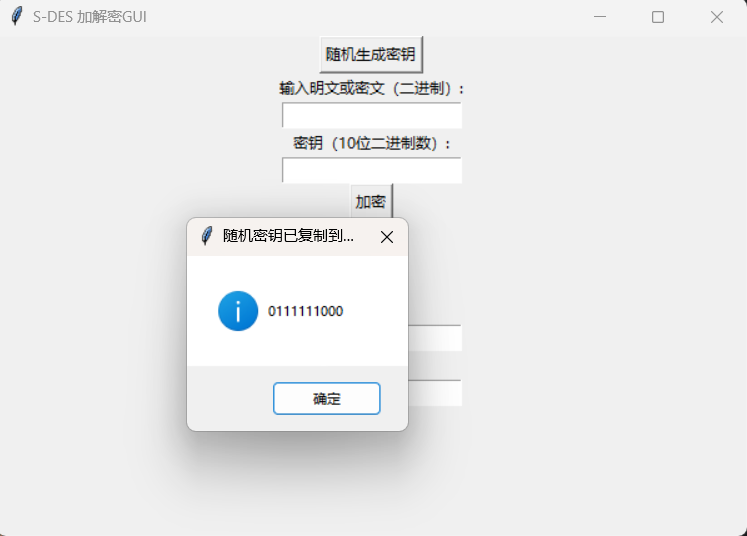 S-DES 加解密GUI
随机生成密钥
输入明文或密文（二进制）:
密钥（10位二进制数）:
加密
随机密钥已复制到...
0111111000
确定